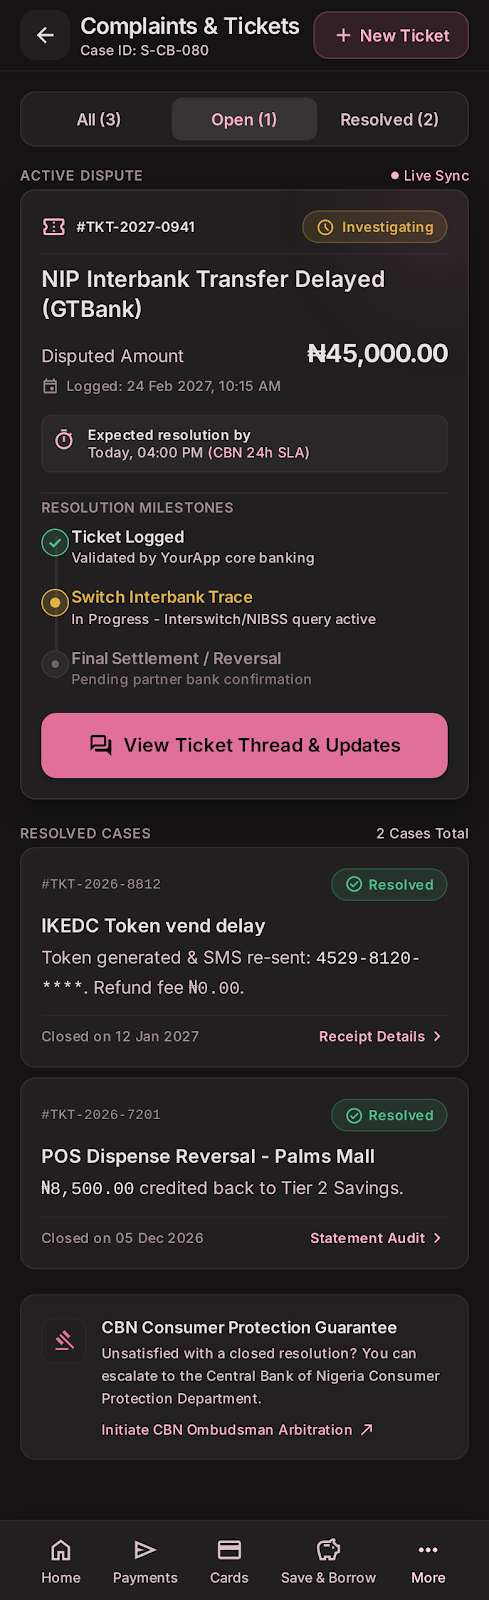 Complaints & Tickets
Case ID: S-CB-080
+ New Ticket
All (3)
Open (1)
Resolved (2)
ACTIVE DISPUTE
Live Sync
#TKT-2027-0941
Investigating
NIP Interbank Transfer Delayed
(GTBank)
Disputed Amount
₦45,000.00
Logged: 24 Feb 2027, 10:15 AM
Expected resolution by
Today, 04:00 PM (CBN 24h SLA)
RESOLUTION MILESTONES
Ticket Logged
Validated by YourApp core banking
Switch Interbank Trace
In Progress - Interswitch/NIBSS query active
Final Settlement / Reversal
Pending partner bank confirmation
View Ticket Thread & Updates
RESOLVED CASES
2 Cases Total
#TKT-2026-8812
Resolved
IKEDC Token vend delay
Token generated & SMS re-sent: 4529-8120-
****. Refund fee ₦0.00.
Closed on 12 Jan 2027
Receipt Details
#TKT-2026-7201
Resolved
POS Dispense Reversal - Palms Mall
₦8,500.00 credited back to Tier 2 Savings.
Closed on 05 Dec 2026
Statement Audit
CBN Consumer Protection Guarantee
Unsatisfied with a closed resolution? You can
escalate to the Central Bank of Nigeria Consumer
Protection Department.
Initiate CBN Ombudsman Arbitration
Home
Payments
Cards
Save & Borrow
More